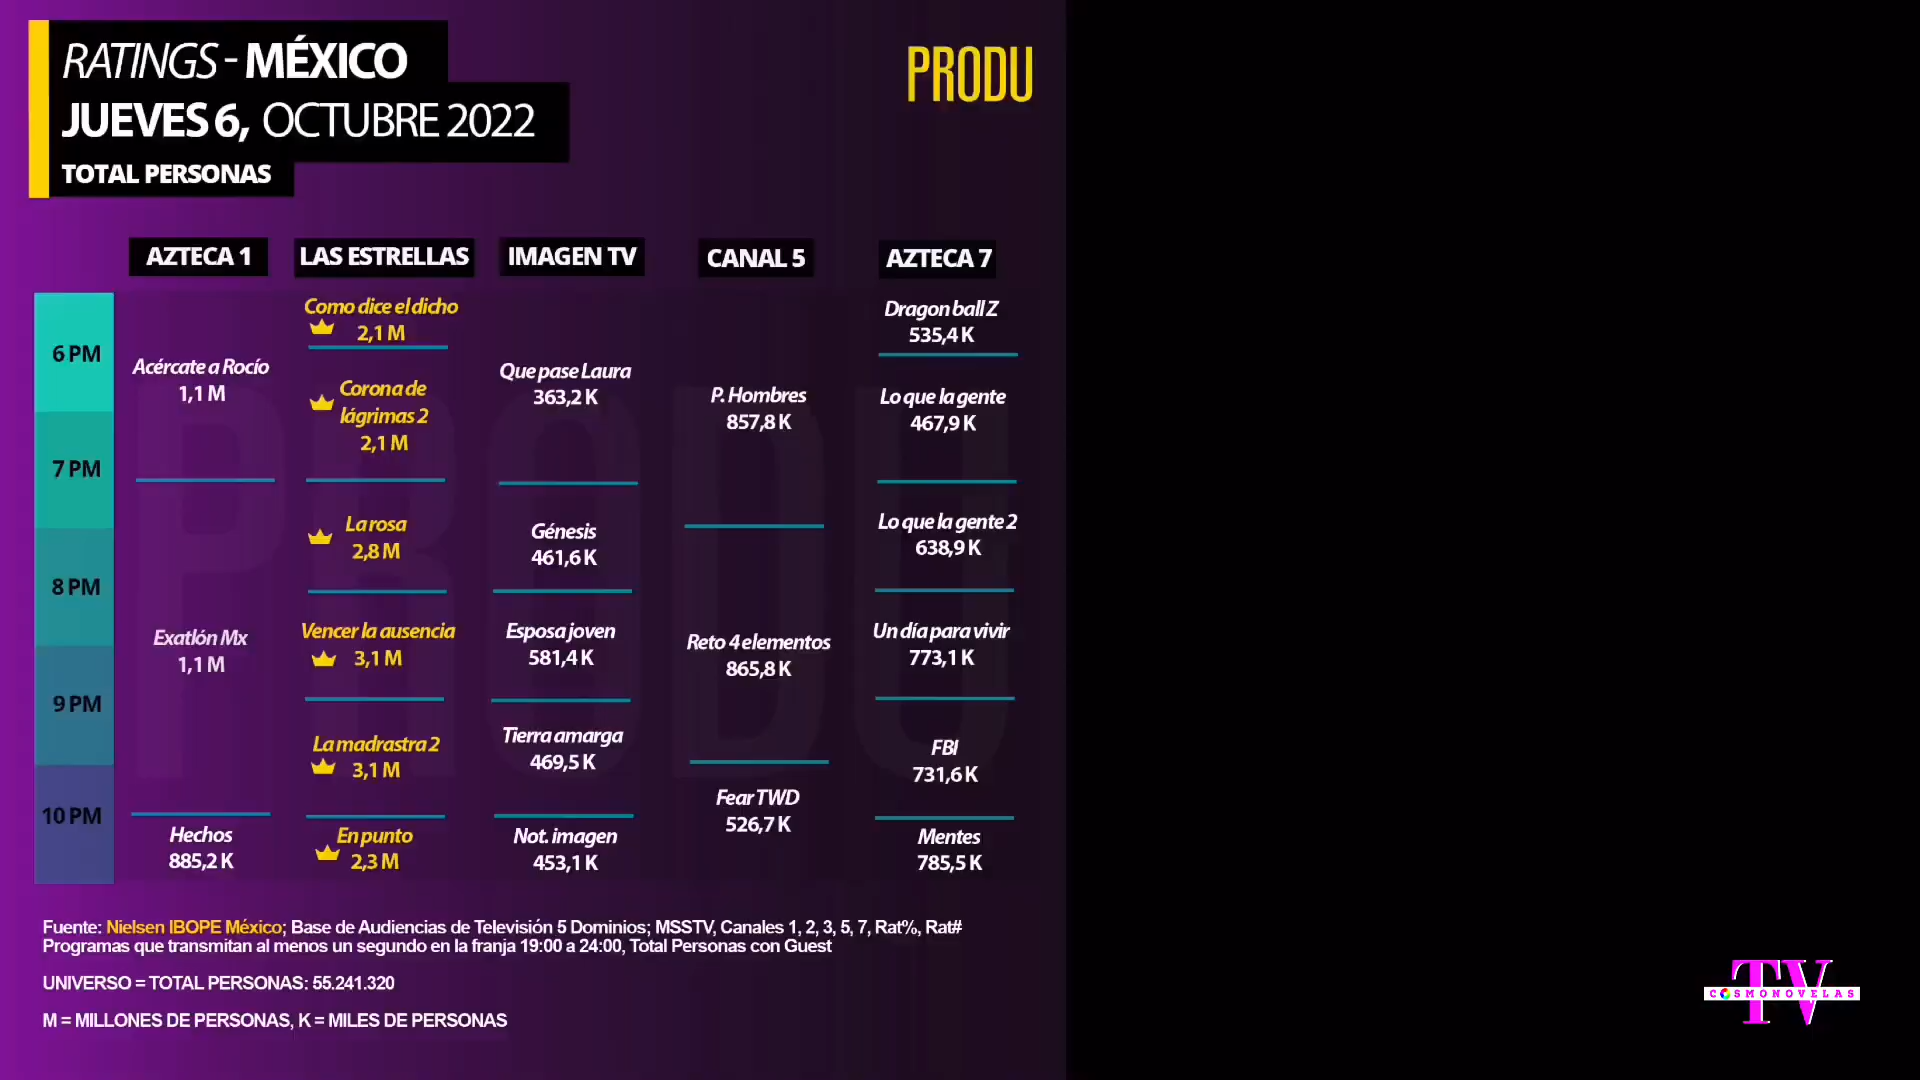 RATINGS - MÉXICO
JUEVES 6, OCTUBRE 2022
TOTAL PERSONAS
PRODU
AZTECA 1
LAS ESTRELLAS
IMAGEN TV
CANAL 5
AZTECA 7
6 PM
7 PM
8 PM
9 PM
10 PM
Acércate a Rocío
1,1 M
Exatlón Mx
1,1 M
Hechos
885,2 K
Como dice el dicho
2,1 M
Corona de
lágrimas 2
2,1 M
La rosa
2,8 M
Vencer la ausencia
3,1 M
La madrastra 2
3,1 M
En punto
2,3 M
Que pase Laura
363,2 K
Génesis
461,6 K
Esposa joven
581,4 K
Tierra amarga
469,5 K
Not. imagen
453,1 K
P. Hombres
857,8 K
Reto 4 elementos
865,8 K
Fear TWD
526,7 K
Dragon ball Z
535,4 K
Lo que la gente
467,9 K
Lo que la gente 2
638,9 K
Un día para vivir
773,1 K
FBI
731,6 K
Mentes
785,5 K
PRODU
Fuente: Nielsen IBOPE México; Base de Audiencias de Televisión 5 Dominios; MSSTV, Canales 1, 2, 3, 5, 7, Rat%, Rat#
Programas que transmitan al menos un segundo en la franja 19:00 a 24:00, Total Personas con Guest
UNIVERSO = TOTAL PERSONAS: 55.241.320
M = MILLONES DE PERSONAS, K = MILES DE PERSONAS
TV
COSMONOVELAS